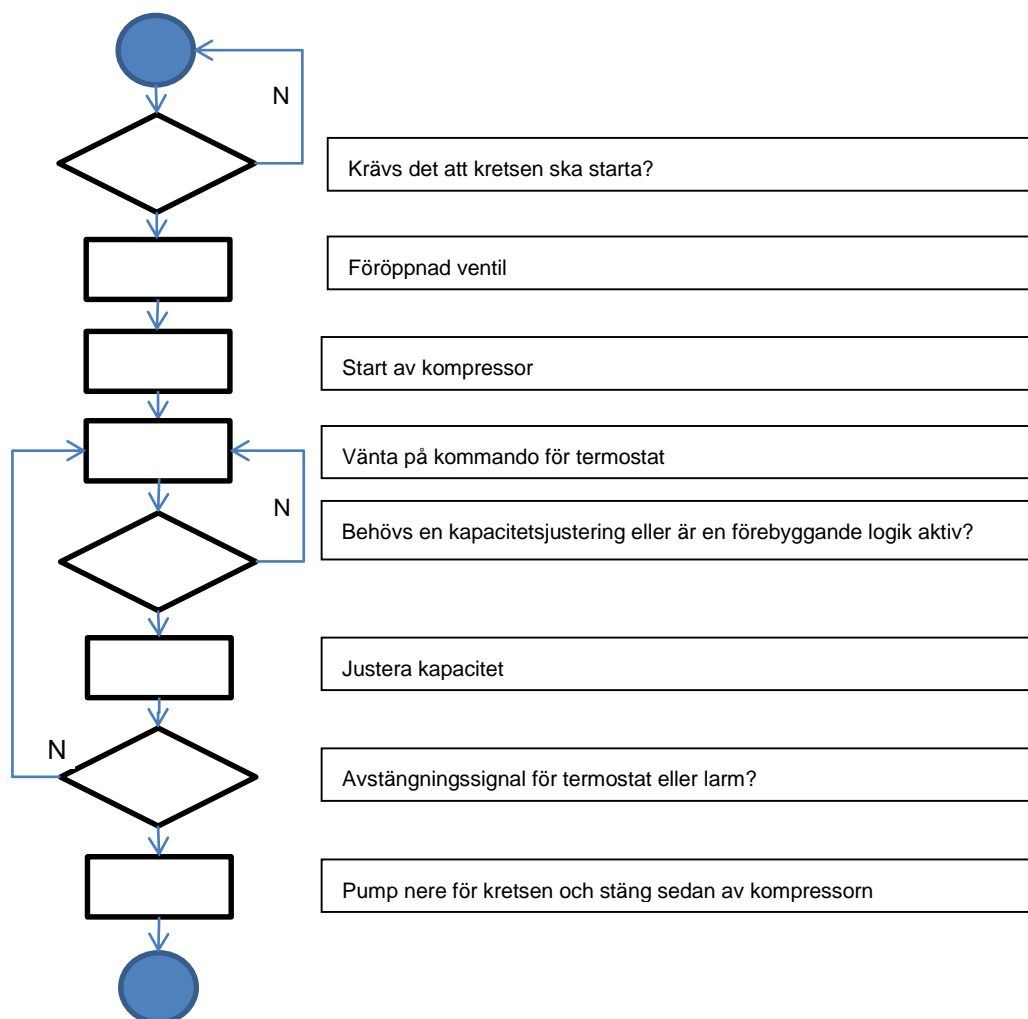 N
Krävs det att kretsen ska starta?
Föröppnad ventil
Start av kompressor
Vänta på kommando för termostat
N
Behövs en kapacitetsjustering eller är en förebyggande logik aktiv?
Justera kapacitet
N
Avstängningssignal för termostat eller larm?
Pump nere för kretsen och stäng sedan av kompressorn